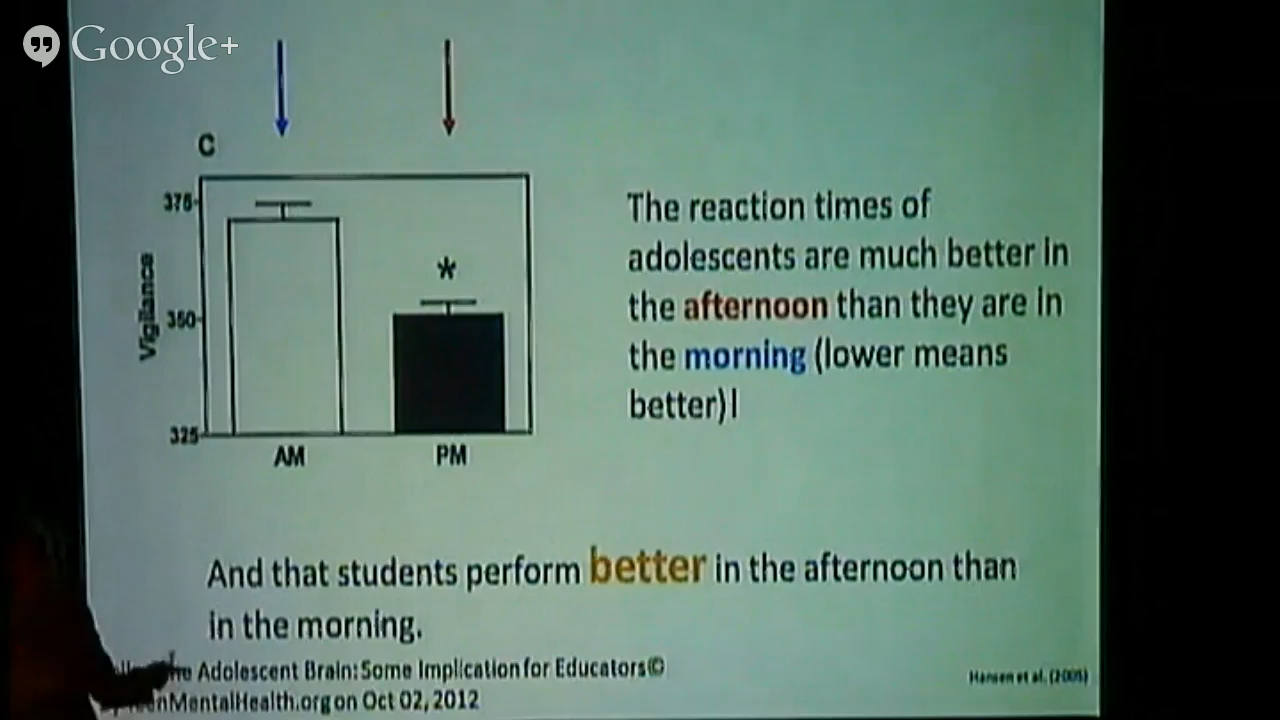 Google+
C
375
350
325
Vigilance
*
AM
PM
The reaction times of
adolescents are much better in
the afternoon than they are in
the morning (lower means
better)!
And that students perform better in the afternoon than
in the morning.
Adolescent Brain: Some Implication for Educators©
on Oct 02, 2012
Hansen et al. (2005)